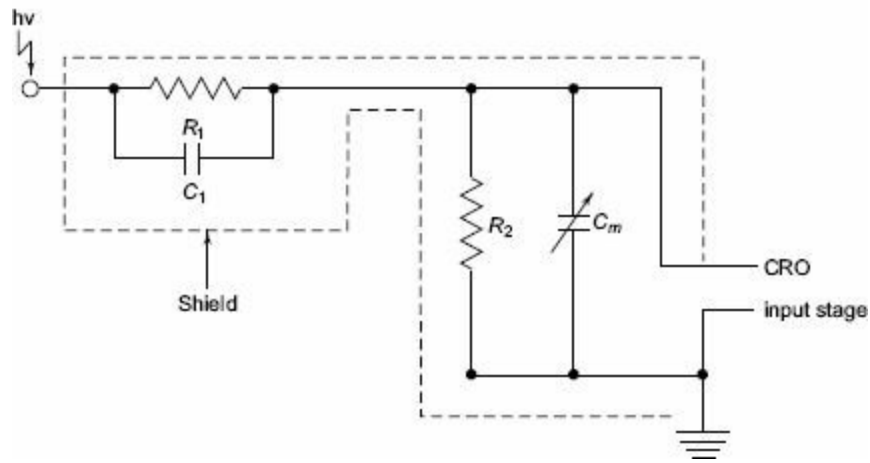 hv
R1
C1
R2
Cm
CRO
Shield
input stage